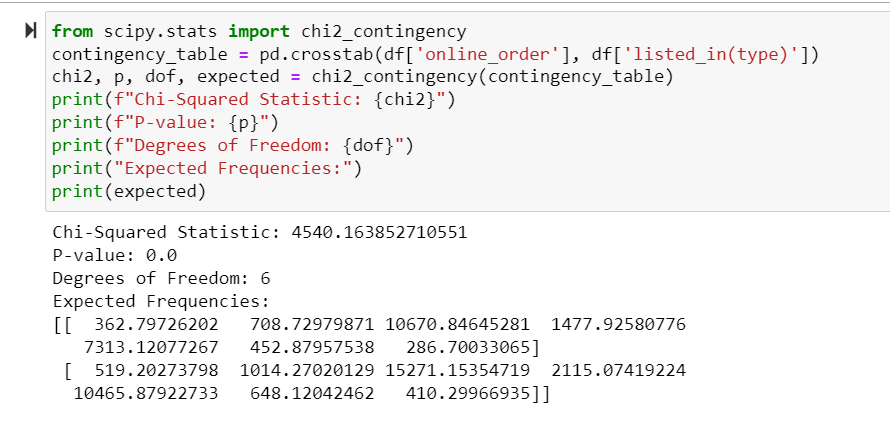 from scipy.stats import chi2_contingency
contingency_table = pd.crosstab(df['online_order'], df['listed_in(type)'])
chi2, p, dof, expected = chi2_contingency(contingency_table)
print(f"Chi-Squared Statistic: {chi2}")
print(f"P-value: {p}")
print(f"Degrees of Freedom: {dof}")
print("Expected Frequencies:")
print(expected)
Chi-Squared Statistic: 4540.163852710551
P-value: 0.0
Degrees of Freedom: 6
Expected Frequencies:
[[  362.79726202   708.72979871 10670.84645281  1477.92580776
   7313.12077267   452.87957538   286.70033065]
 [  519.20273798  1014.27020129 15271.15354719  2115.07419224
  10465.87922733   648.12042462   410.29966935]]